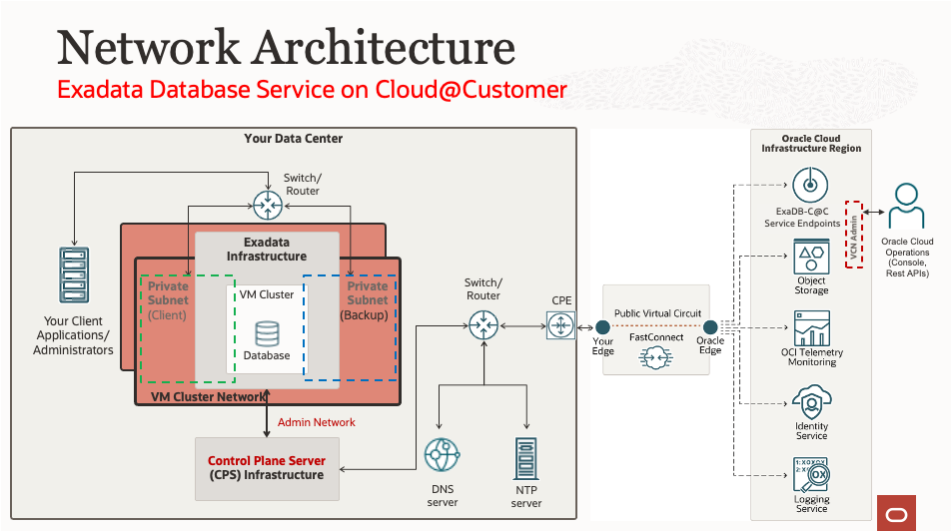 Network Architecture
Exadata Database Service on Cloud@Customer
Your Data Center
Switch/
Router
Exadata
Infrastructure
Private
Subnet
(Client)
VM Cluster
Database
Private
Subnet
(Backup)
VM Cluster Network
Your Client
Applications/
Administrators
Admin Network
Control Plane Server
(CPS) Infrastructure
Switch/
Router
CPE
DNS
server
NTP
server
Public Virtual Circuit
Your
Edge
FastConnect
Oracle
Edge
Oracle Cloud
Infrastructure Region
ExaDB-C@C
Service Endpoints
VCN Admin
Object
Storage
OCI Telemetry
Monitoring
Identity
Service
1:XOXOX
2:X
OX
Logging
Service
Oracle Cloud
Operations
(Console,
Rest APIs)